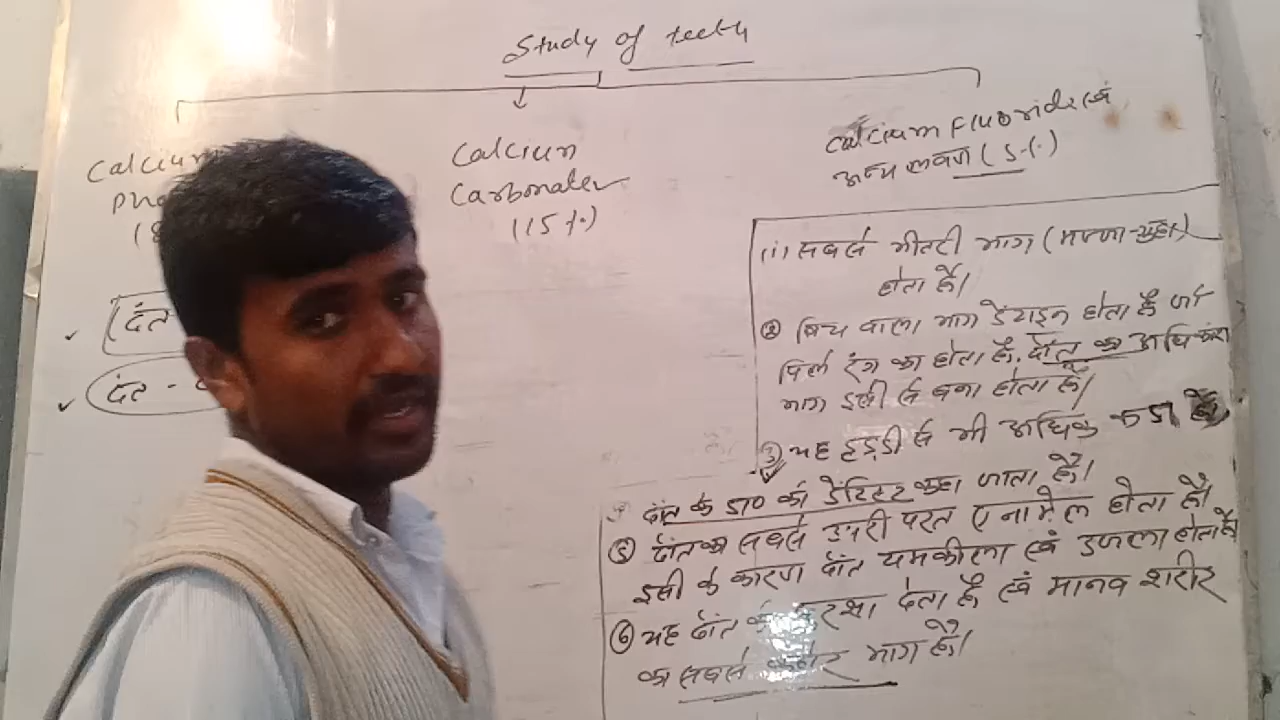 Study of teeth
Calcium
Calcium
Carbonates
(15%)
Calcium Fluoride एवं
अन्य लवण (5%)
(दंत
दंत -
(1) सबसे भीतरी भाग (मज्जा-गुहा)
होता है।
② बिच वाला भाग डेंटाइन होता है जो
पिले रंग का होता है, दाँत का अधिकांश
भाग इसी से बना होता है।
③ यह हड्डी से भी अधिक कड़ा है
दाँत के डा० को डेंटिस्ट कहा जाता है।
⑤ दाँत का सबसे उपरी परत एनामेल होता है।
इसी के कारण दाँत चमकीला एवं उजला होता है।
⑥ यह दाँत को सुरक्षा देता है एवं मानव शरीर
का सबसे कठोर भाग है।